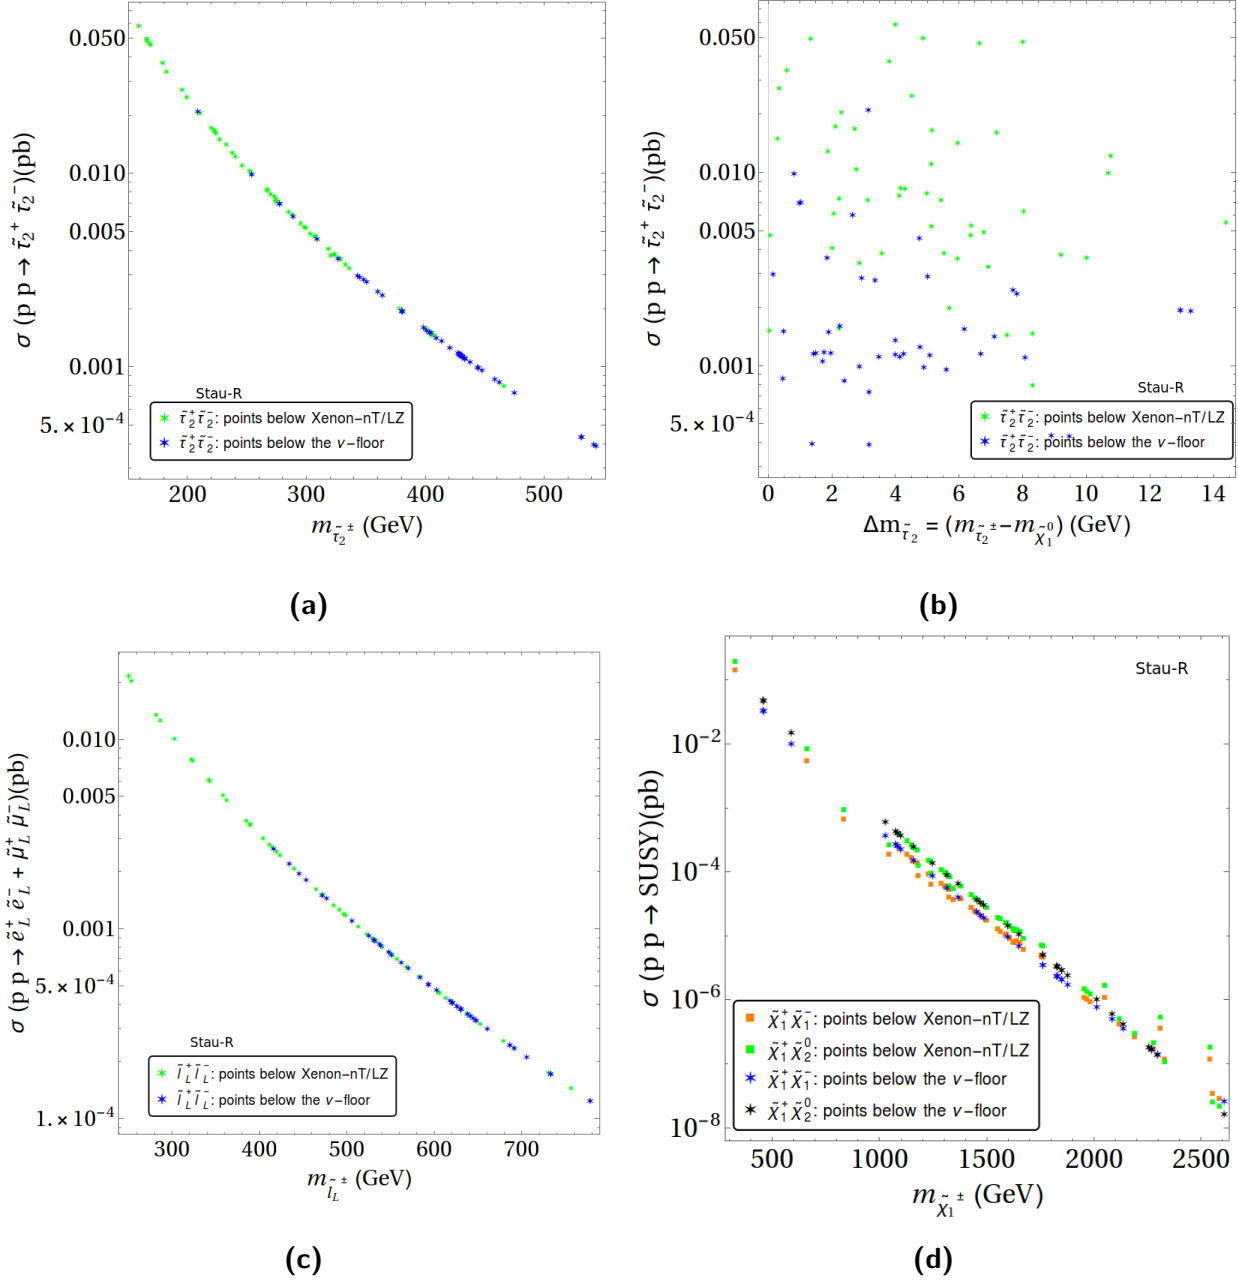 0.050
0.010
0.005
0.001
5.×10⁻⁴
σ (p p → τ̃₂⁺ τ̃₂⁻)(pb)
Stau-R
τ̃₂⁺τ̃₂⁻: points below Xenon-nT/LZ
τ̃₂⁺τ̃₂⁻: points below the ν-floor
200 300 400 500
m_τ̃₂± (GeV)
(a)
0.050
0.010
0.005
0.001
5.×10⁻⁴
σ (p p → τ̃₂⁺ τ̃₂⁻)(pb)
Stau-R
τ̃₂⁺τ̃₂⁻: points below Xenon-nT/LZ
τ̃₂⁺τ̃₂⁻: points below the ν-floor
0 2 4 6 8 10 12 14
Δm_τ̃₂ = (m_τ̃₂± − m_χ̃₁⁰) (GeV)
(b)
0.010
0.005
0.001
5.×10⁻⁴
1.×10⁻⁴
σ (p p → ẽ_L⁺ ẽ_L⁻ + μ̃_L⁺ μ̃_L⁻)(pb)
Stau-R
l̃_L⁺ l̃_L⁻: points below Xenon-nT/LZ
l̃_L⁺ l̃_L⁻: points below the ν-floor
300 400 500 600 700
m_l̃_L± (GeV)
(c)
10⁻²
10⁻⁴
10⁻⁶
10⁻⁸
σ (p p → SUSY)(pb)
Stau-R
χ̃₁⁺ χ̃₁⁻: points below Xenon-nT/LZ
χ̃₁⁺ χ̃₂⁰: points below Xenon-nT/LZ
χ̃₁⁺ χ̃₁⁻: points below the ν-floor
χ̃₁⁺ χ̃₂⁰: points below the ν-floor
500 1000 1500 2000 2500
m_χ̃₁± (GeV)
(d)